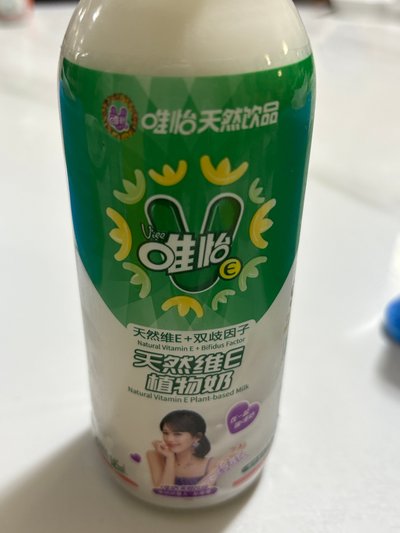 唯怡天然饮品
Viee
唯怡
E
天然维E+双歧因子
Natural Vitamin E + Bifidus Factor
天然维E
植物奶
Natural Vitamin E Plant-based Milk